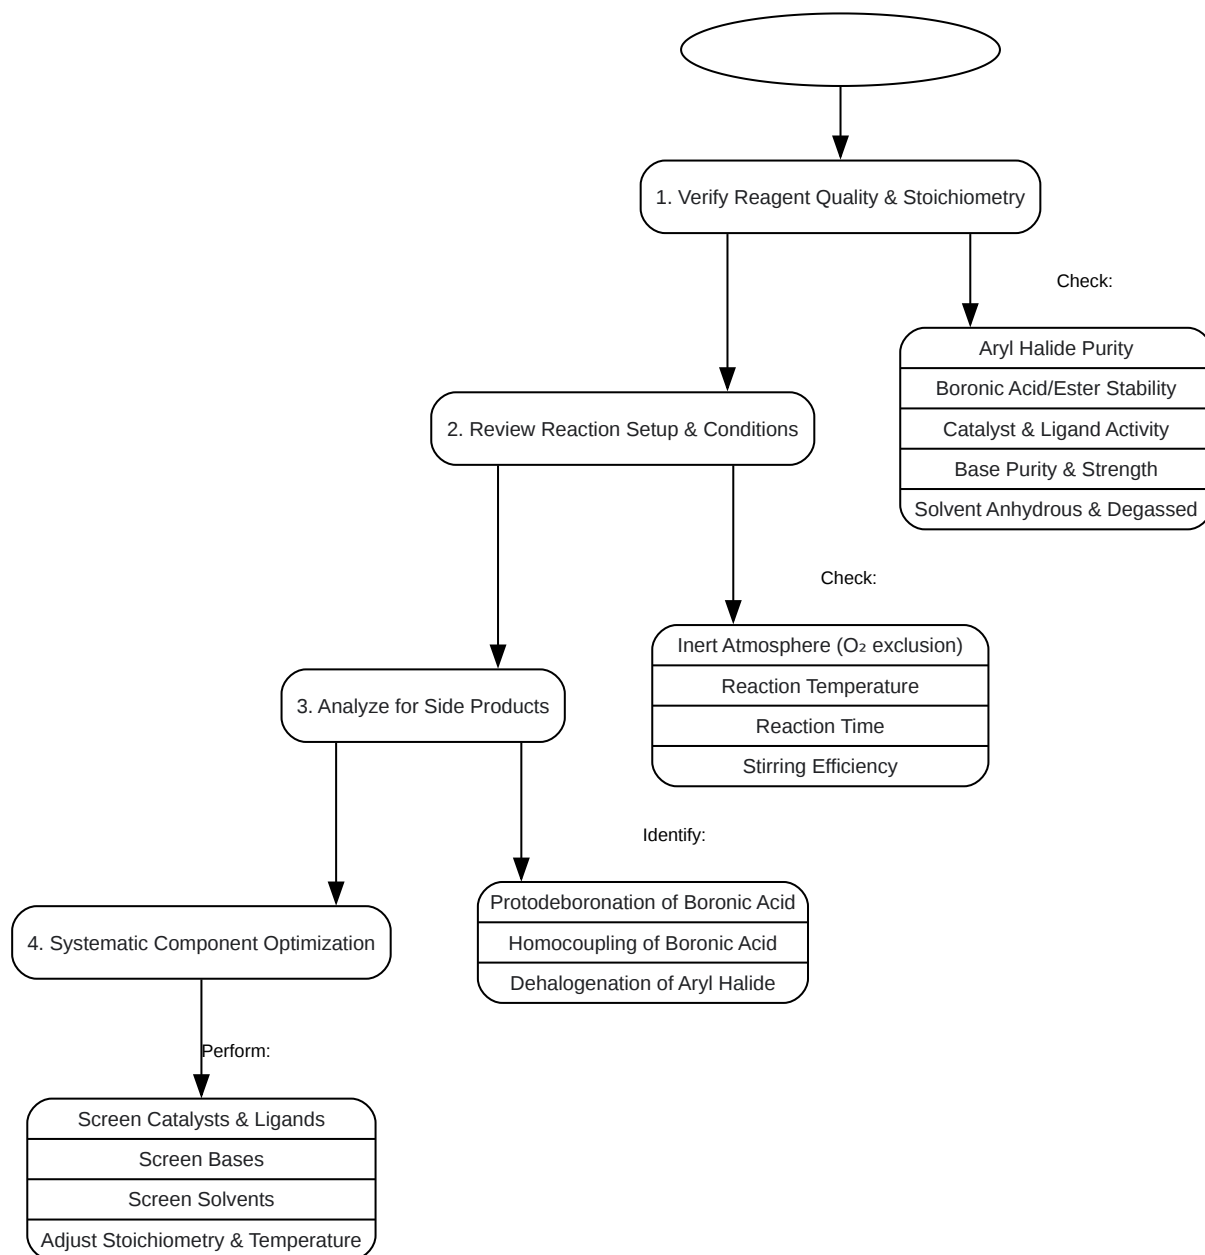 1. Verify Reagent Quality & Stoichiometry
Check:
Aryl Halide Purity
Boronic Acid/Ester Stability
Catalyst & Ligand Activity
Base Purity & Strength
Solvent Anhydrous & Degassed
2. Review Reaction Setup & Conditions
Check:
Inert Atmosphere (O₂ exclusion)
Reaction Temperature
Reaction Time
Stirring Efficiency
3. Analyze for Side Products
Identify:
Protodeboronation of Boronic Acid
Homocoupling of Boronic Acid
Dehalogenation of Aryl Halide
4. Systematic Component Optimization
Perform:
Screen Catalysts & Ligands
Screen Bases
Screen Solvents
Adjust Stoichiometry & Temperature